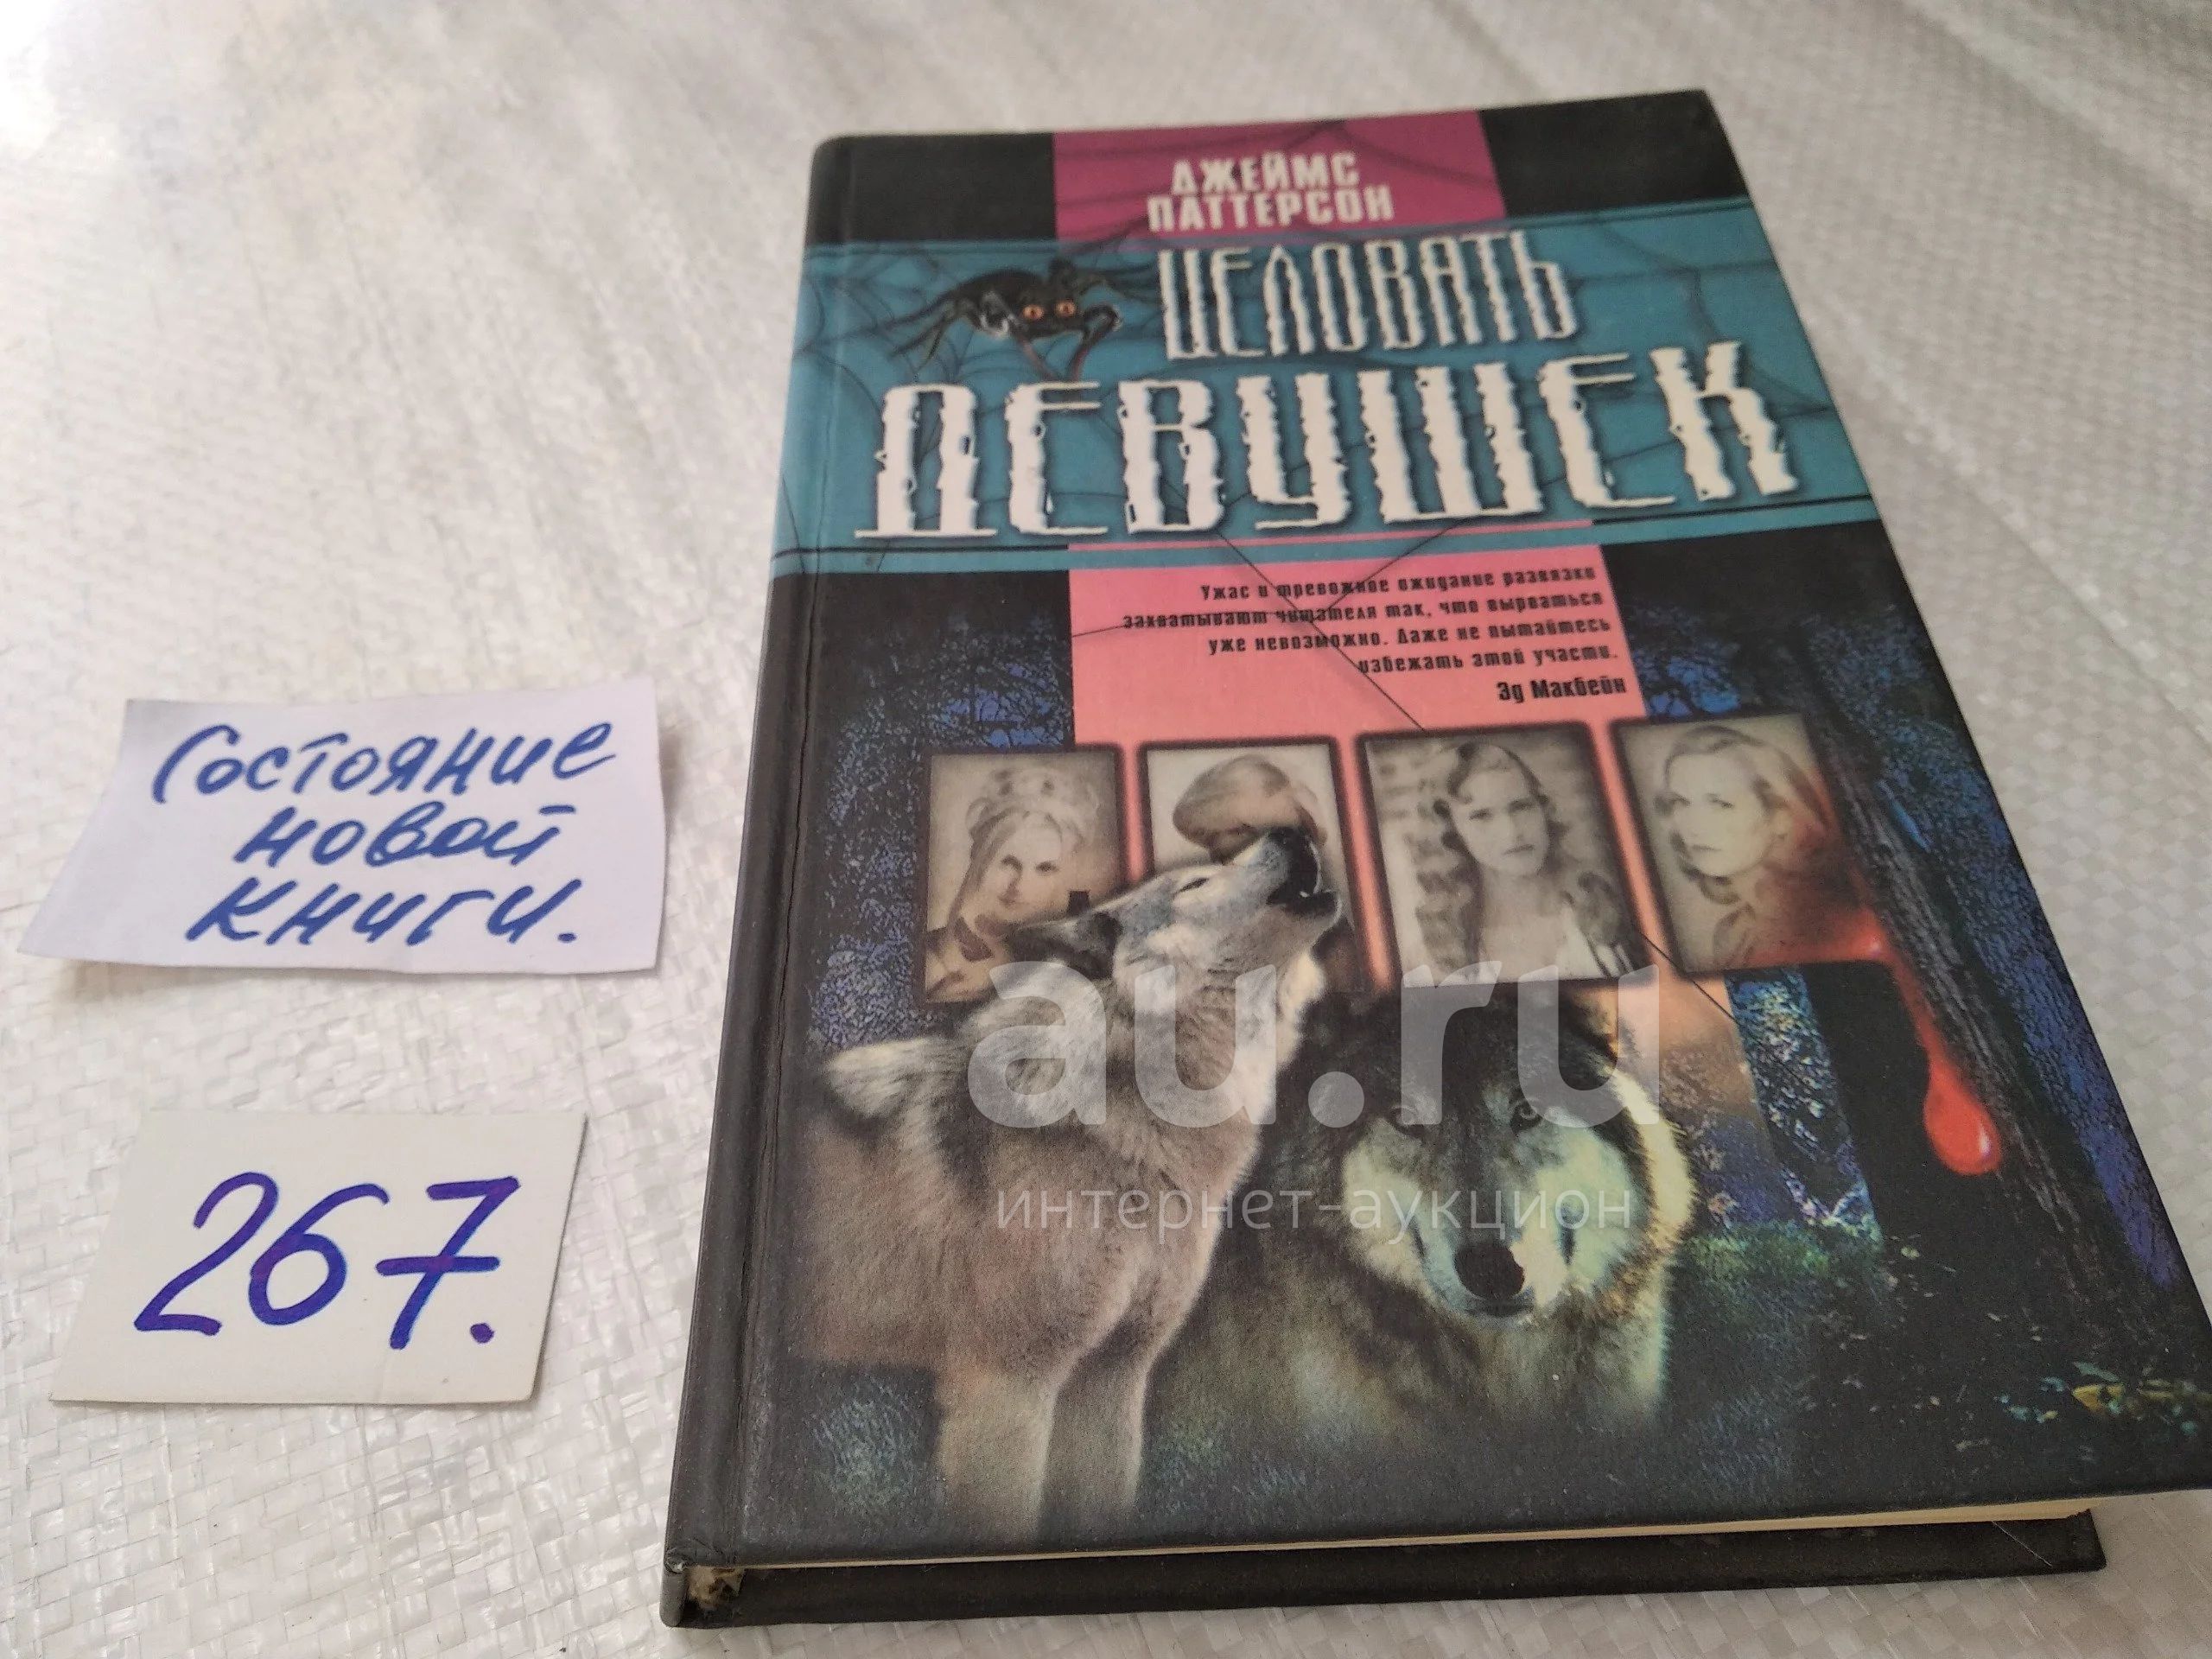 ДЖЕЙМС
ПАТТЕРСОН
ЦЕЛОВАТЬ
ДЕВУШЕК
Ужас и тревожное ожидание развязки
захватывают читателя так, что вырваться
уже невозможно. Даже не пытайтесь
избежать этой участи.
Эд Макбейн
Состояние
новой
книги.
267.
au.ru
интернет-аукцион